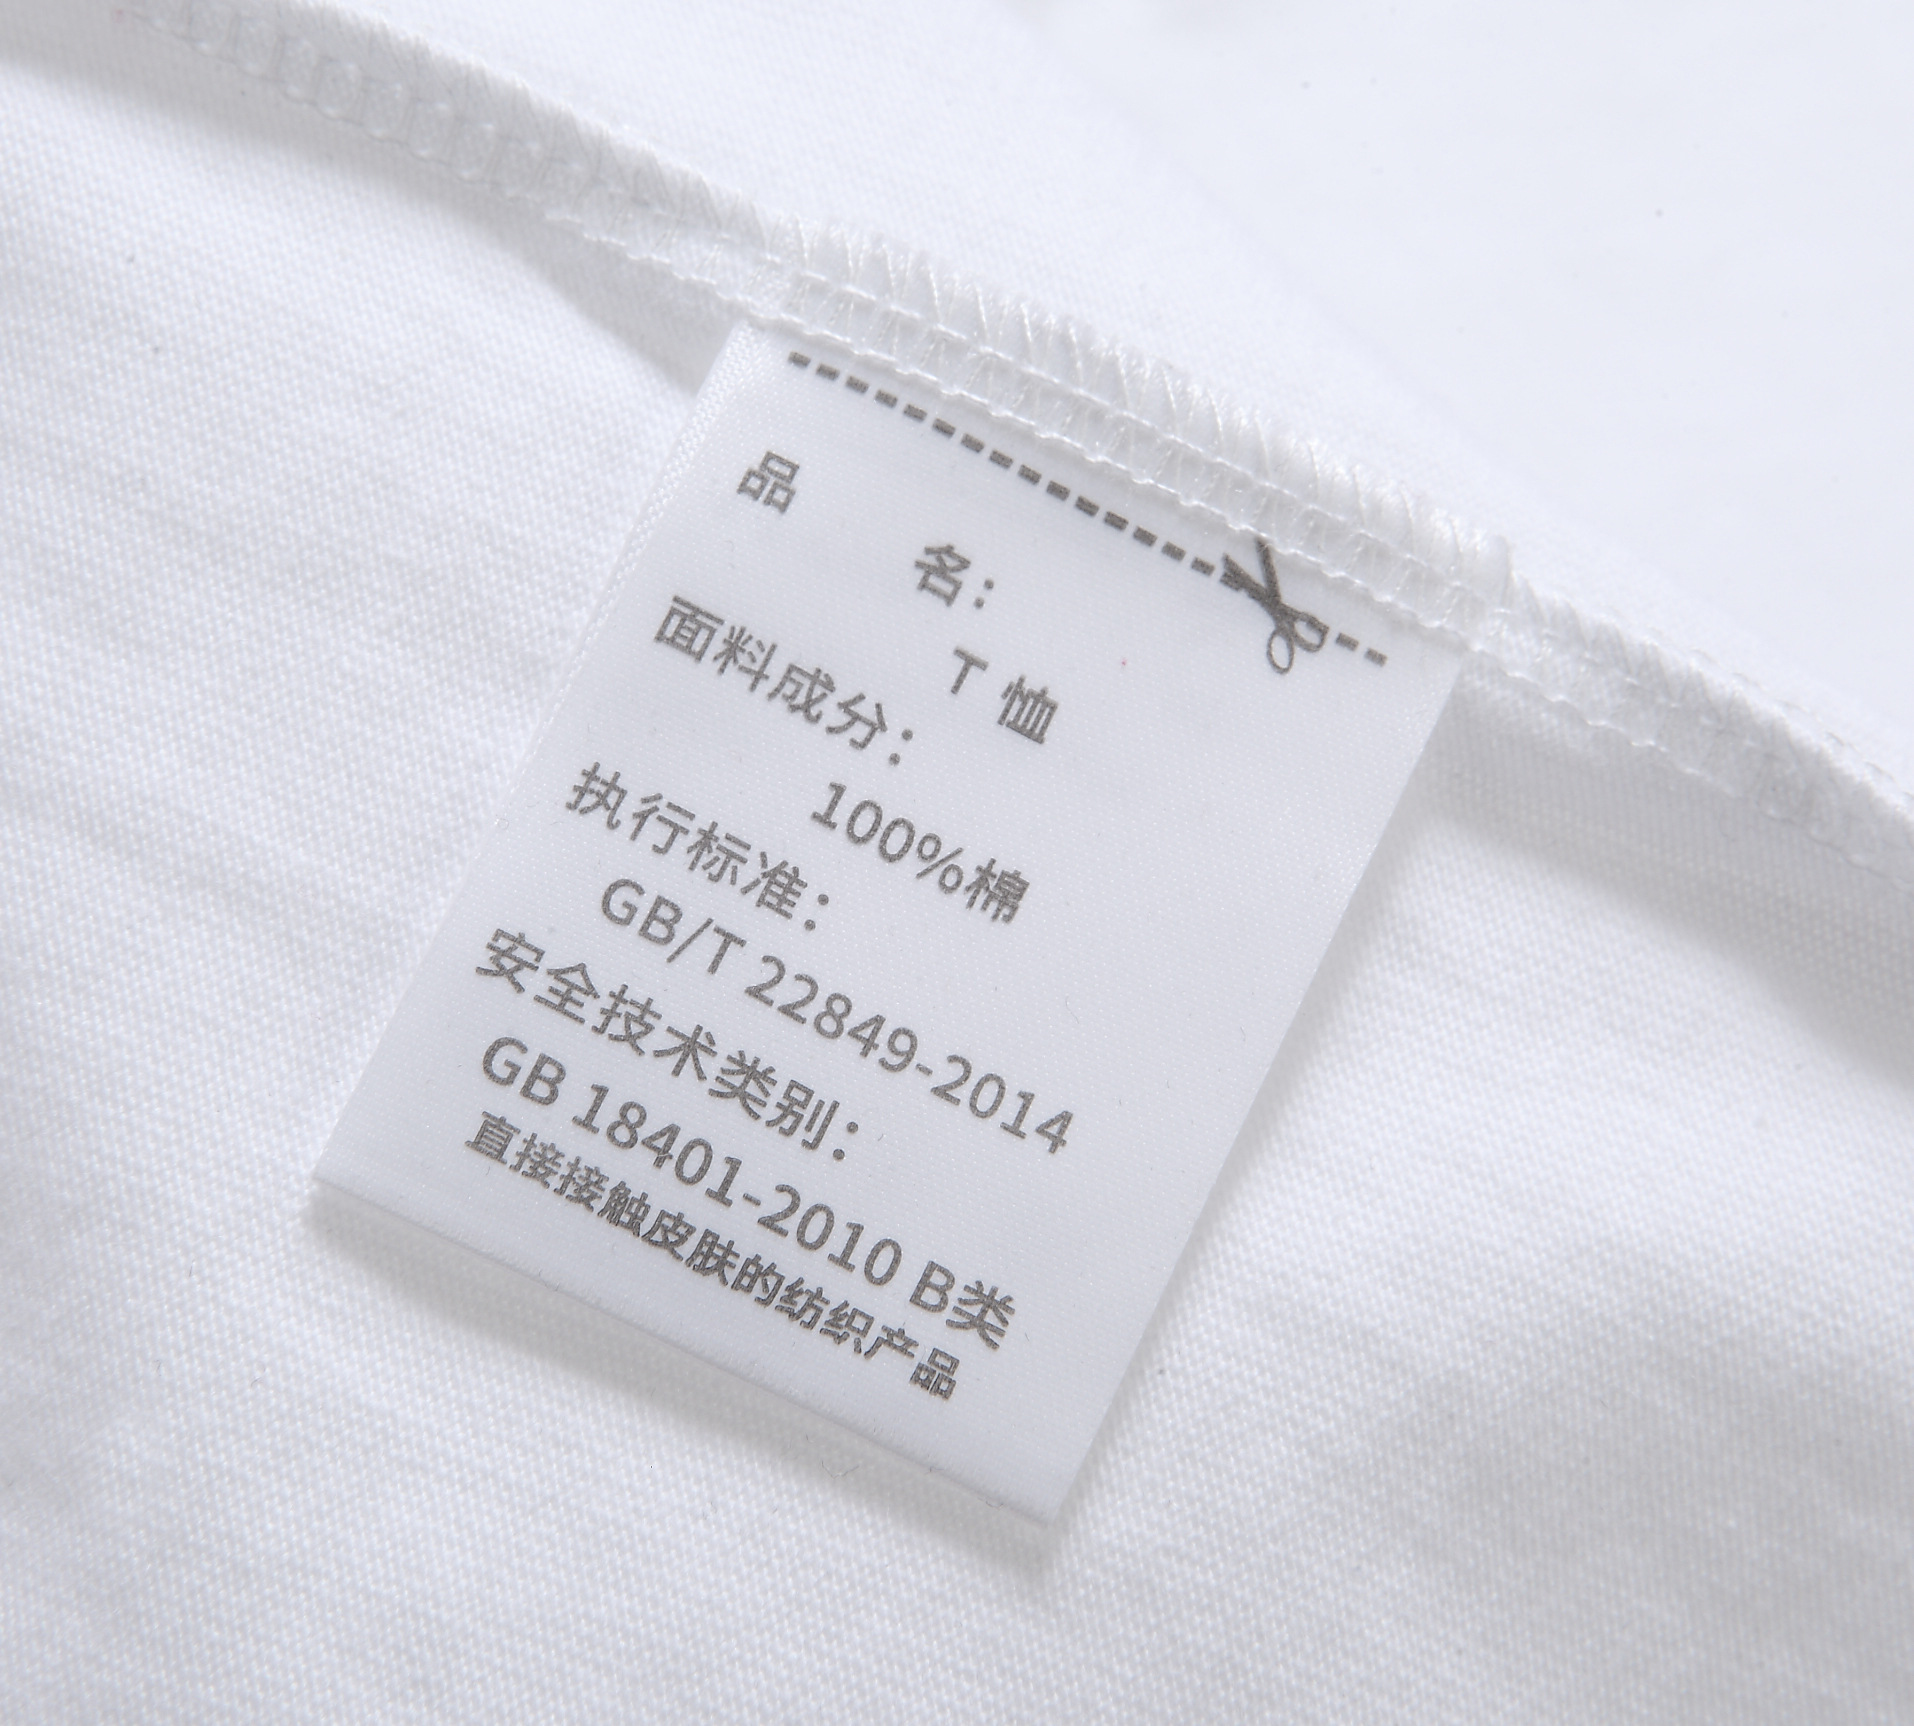 品 名：
T 恤
面料成分：
100%棉
执行标准：
GB/T 22849-2014
安全技术类别：
GB 18401-2010 B类
直接接触皮肤的纺织产品